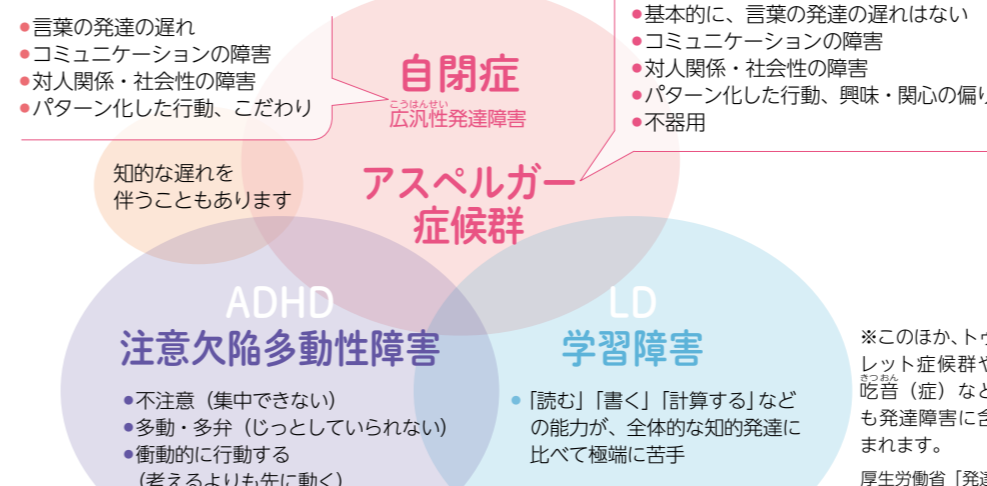 ●言葉の発達の遅れ
●コミュニケーションの障害
●対人関係・社会性の障害
●パターン化した行動、こだわり
自閉症
こうはんせい
広汎性発達障害
●基本的に、言葉の発達の遅れはない
●コミュニケーションの障害
●対人関係・社会性の障害
●パターン化した行動、興味・関心の偏り
●不器用
知的な遅れを
伴うこともあります
アスペルガー
症候群
ADHD
注意欠陥多動性障害
●不注意（集中できない）
●多動・多弁（じっとしていられない）
●衝動的に行動する
（考えるよりも先に動く）
LD
学習障害
●「読む」「書く」「計算する」など
の能力が、全体的な知的発達に
比べて極端に苦手
※このほか、トゥ
レット症候群や
きつおん
吃音（症）など
も発達障害に含
まれます。
厚生労働省「発達